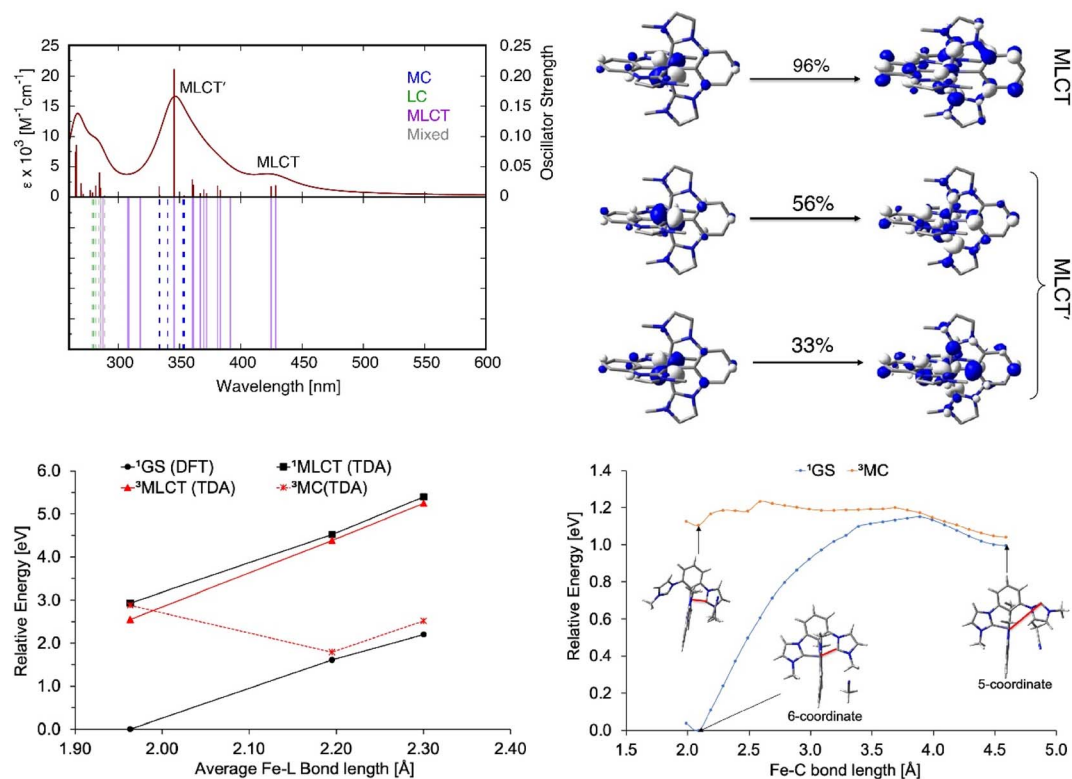 25
20
15
10
5
0
ε x 10³ [M⁻¹ cm⁻¹]
0.25
0.20
0.15
0.10
0.05
0
Oscillator Strength
MLCT'
MLCT
MC
LC
MLCT
Mixed
300
350
400
450
500
550
600
Wavelength [nm]
96%
MLCT
56%
33%
MLCT'
¹GS (DFT)
¹MLCT (TDA)
³MLCT (TDA)
³MC(TDA)
6.0
5.0
4.0
3.0
2.0
1.0
0.0
Relative Energy [eV]
1.90
2.00
2.10
2.20
2.30
2.40
Average Fe-L Bond length [Å]
¹GS
³MC
1.4
1.2
1.0
0.8
0.6
0.4
0.2
0.0
Relative Energy [eV]
6-coordinate
5-coordinate
1.5
2.0
2.5
3.0
3.5
4.0
4.5
5.0
Fe-C bond length [Å]